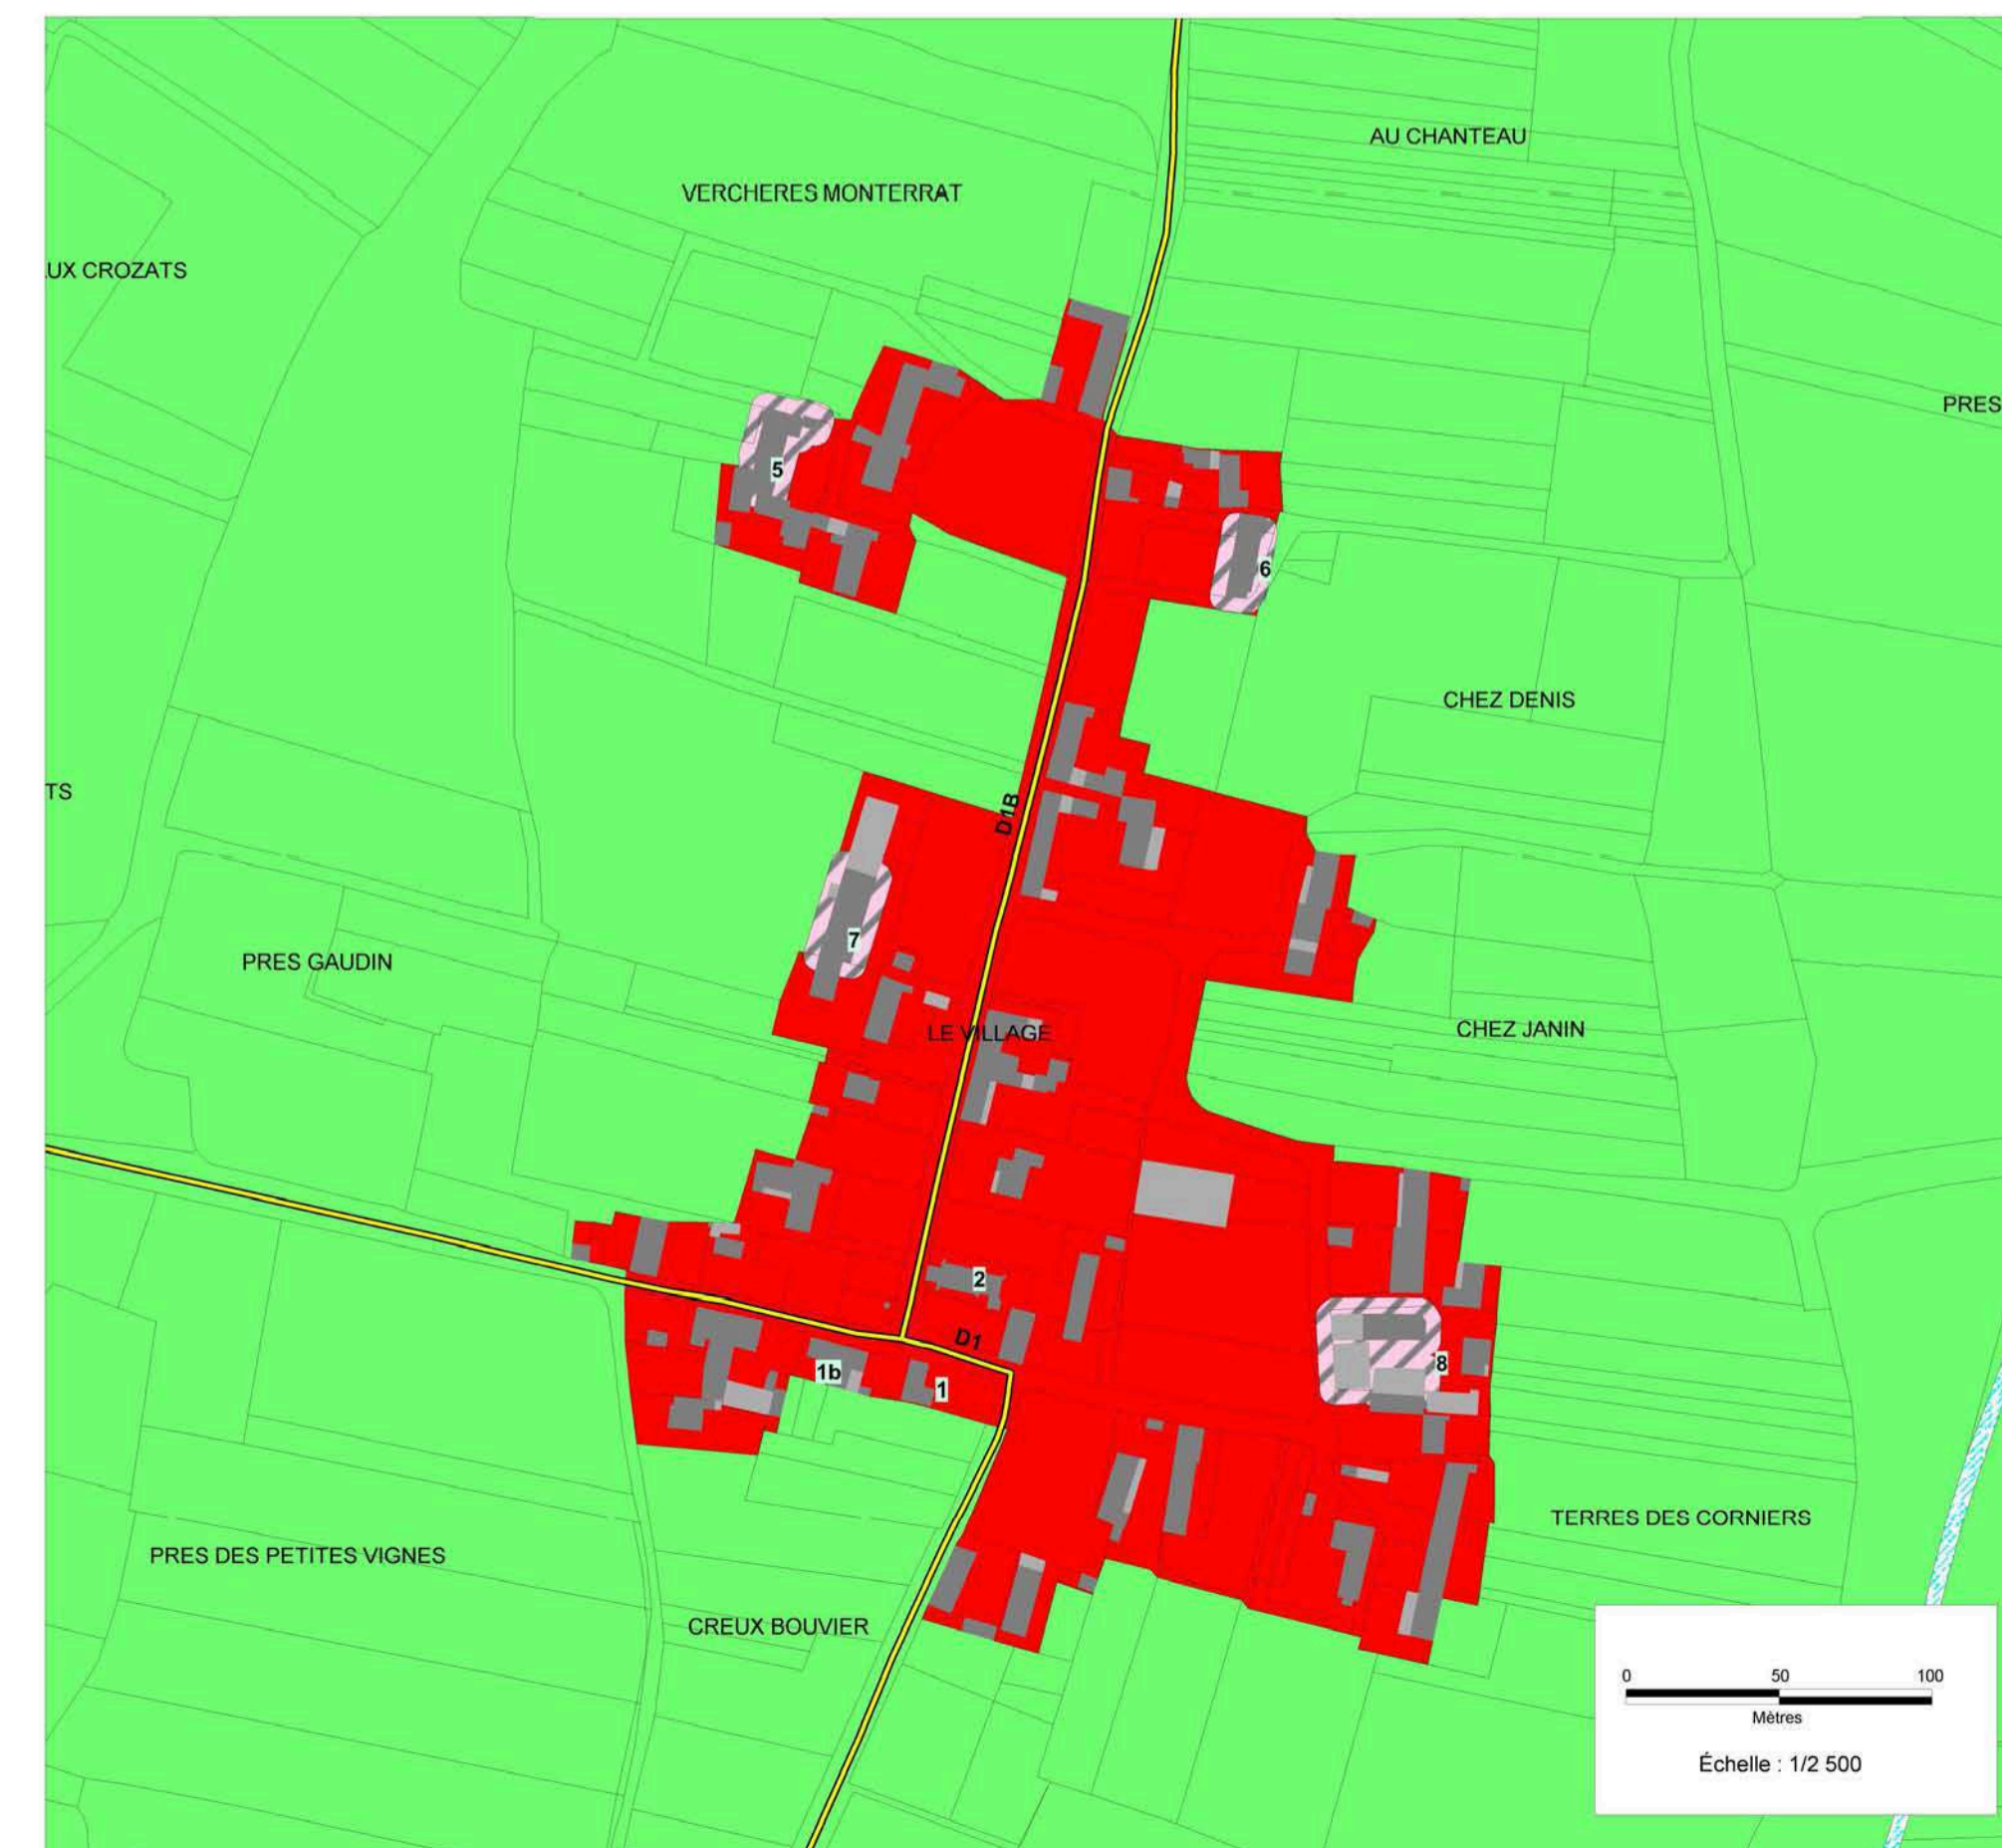 AU CHANTEAU
VERCHERES MONTERRAT
UX CROZATS
PRES
5
6
CHEZ DENIS
TS
D1B
7
PRES GAUDIN
LE VILLAGE
CHEZ JANIN
2
D1
1b
1
8
TERRES DES CORNIERS
PRES DES PETITES VIGNES
CREUX BOUVIER
0 50 100
Mètres
Échelle : 1/2 500